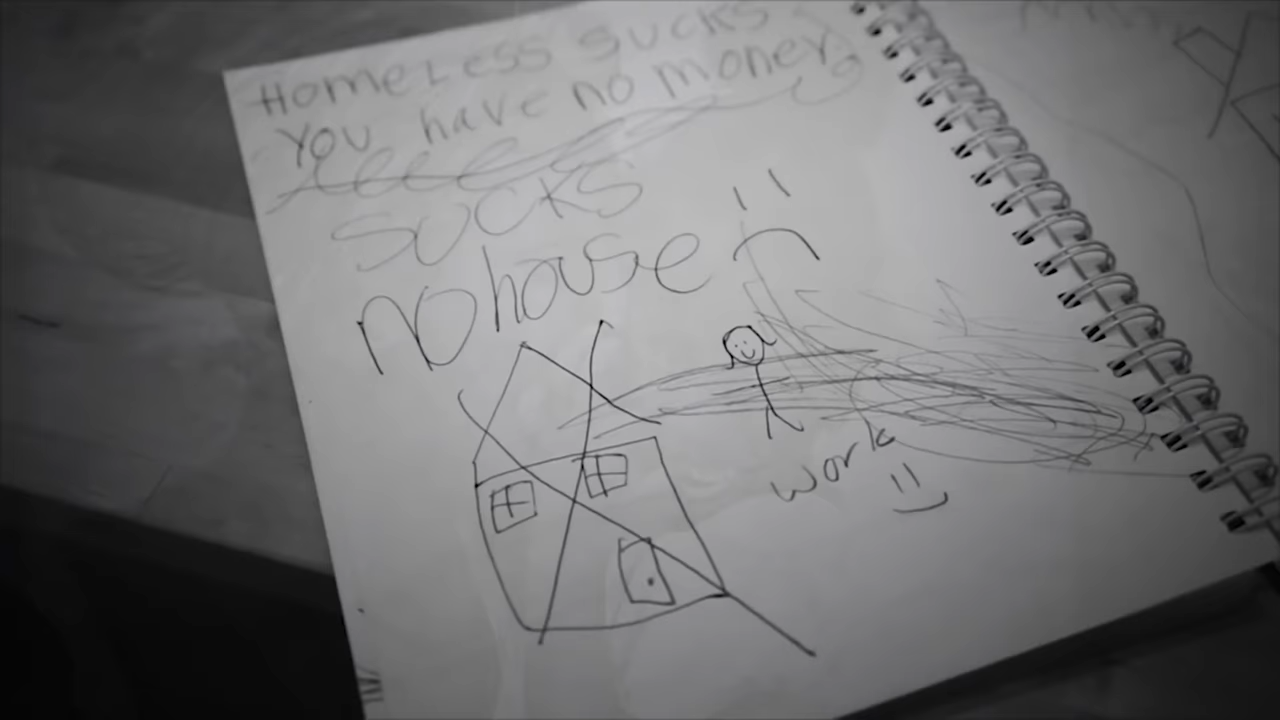 Homeless sucks
You have no money
sucks
no house
work